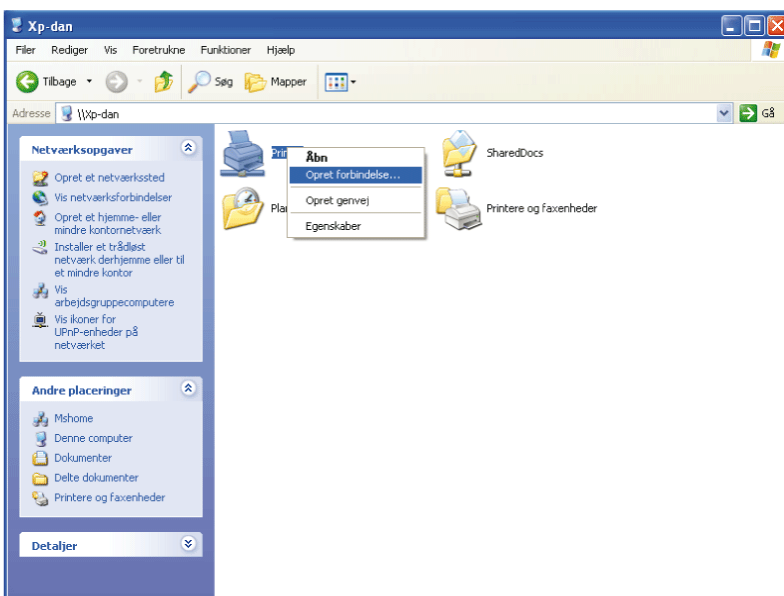 Xp-dan
Filer Rediger Vis Foretrukne Funktioner Hjælp
Tilbage Søg Mapper
Adresse \\Xp-dan Gå
Netværksopgaver
Opret et netværkssted
Vis netværksforbindelser
Opret et hjemme- eller
mindre kontornetværk
Installer et trådløst
netværk derhjemme eller til
et mindre kontor
Vis
arbejdsgruppecomputere
Vis ikoner for
UPnP-enheder på
netværket
Andre placeringer
Mshome
Denne computer
Dokumenter
Delte dokumenter
Printere og faxenheder
Detaljer
Åbn
Opret forbindelse...
Opret genvej
Egenskaber
SharedDocs
Printere og faxenheder